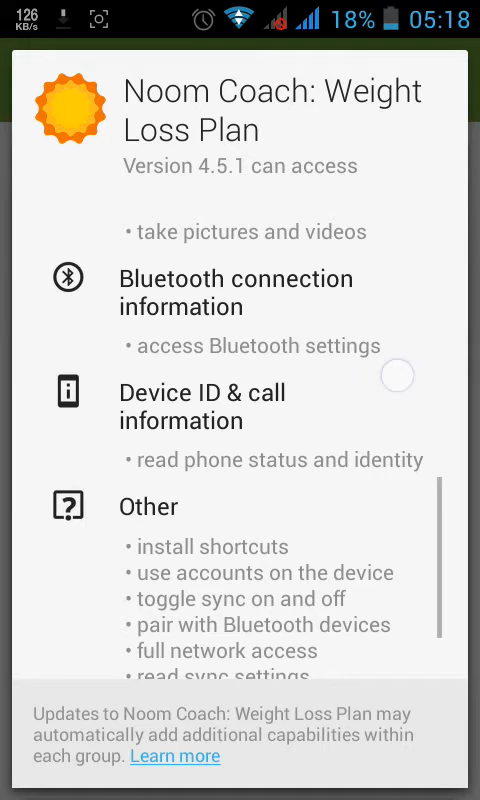 126
KB/s
18%
05:18
Noom Coach: Weight
Loss Plan
Version 4.5.1 can access
• take pictures and videos
Bluetooth connection
information
• access Bluetooth settings
Device ID & call
information
• read phone status and identity
Other
• install shortcuts
• use accounts on the device
• toggle sync on and off
• pair with Bluetooth devices
• full network access
• read sync settings
Updates to Noom Coach: Weight Loss Plan may
automatically add additional capabilities within
each group. Learn more